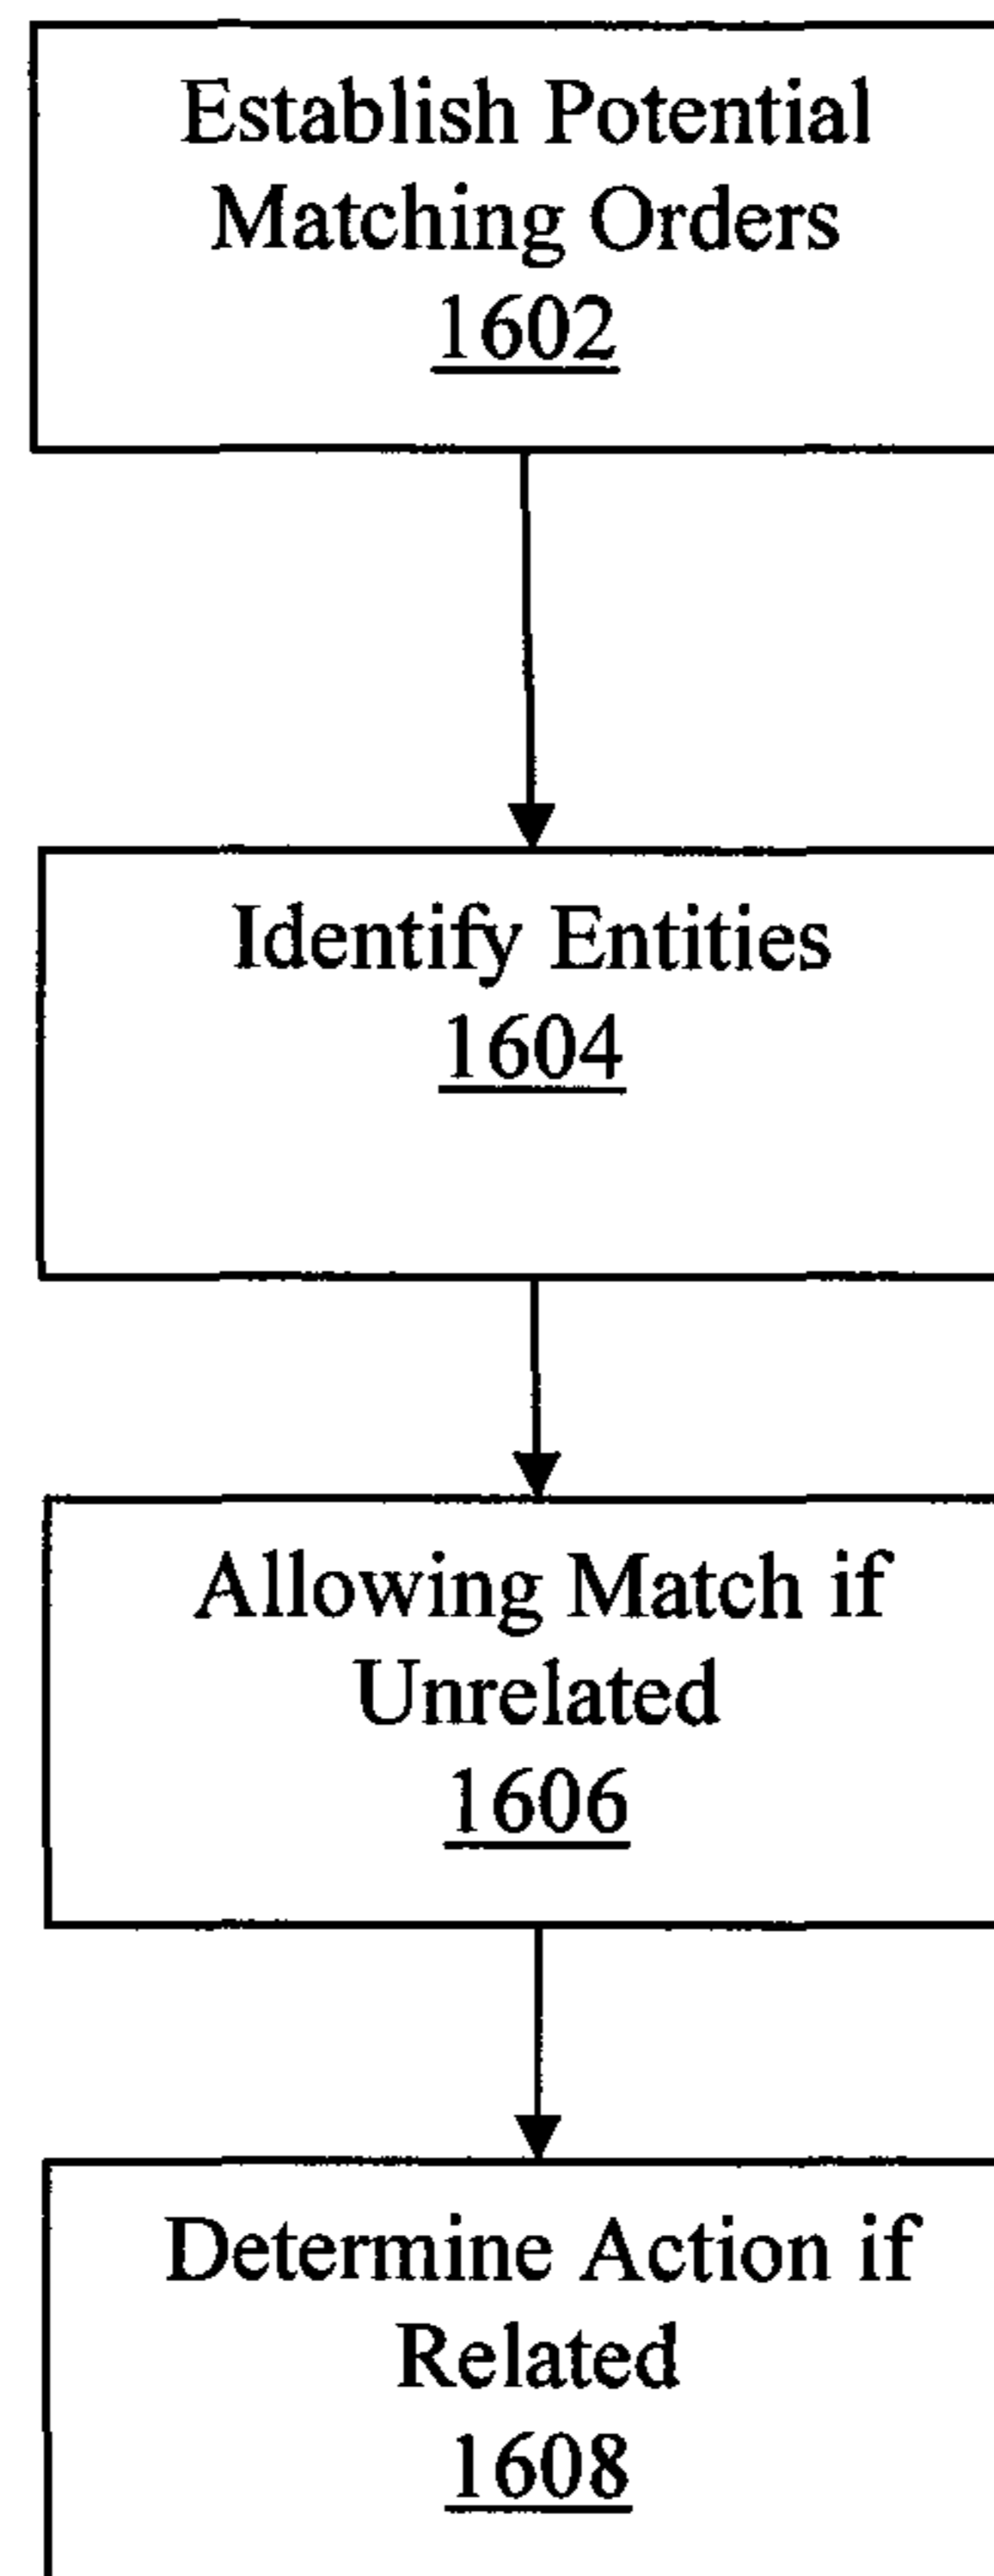 Establish Potential
Matching Orders
1602
Identify Entities
1604
Allowing Match if
Unrelated
1606
Determine Action if
Related
1608